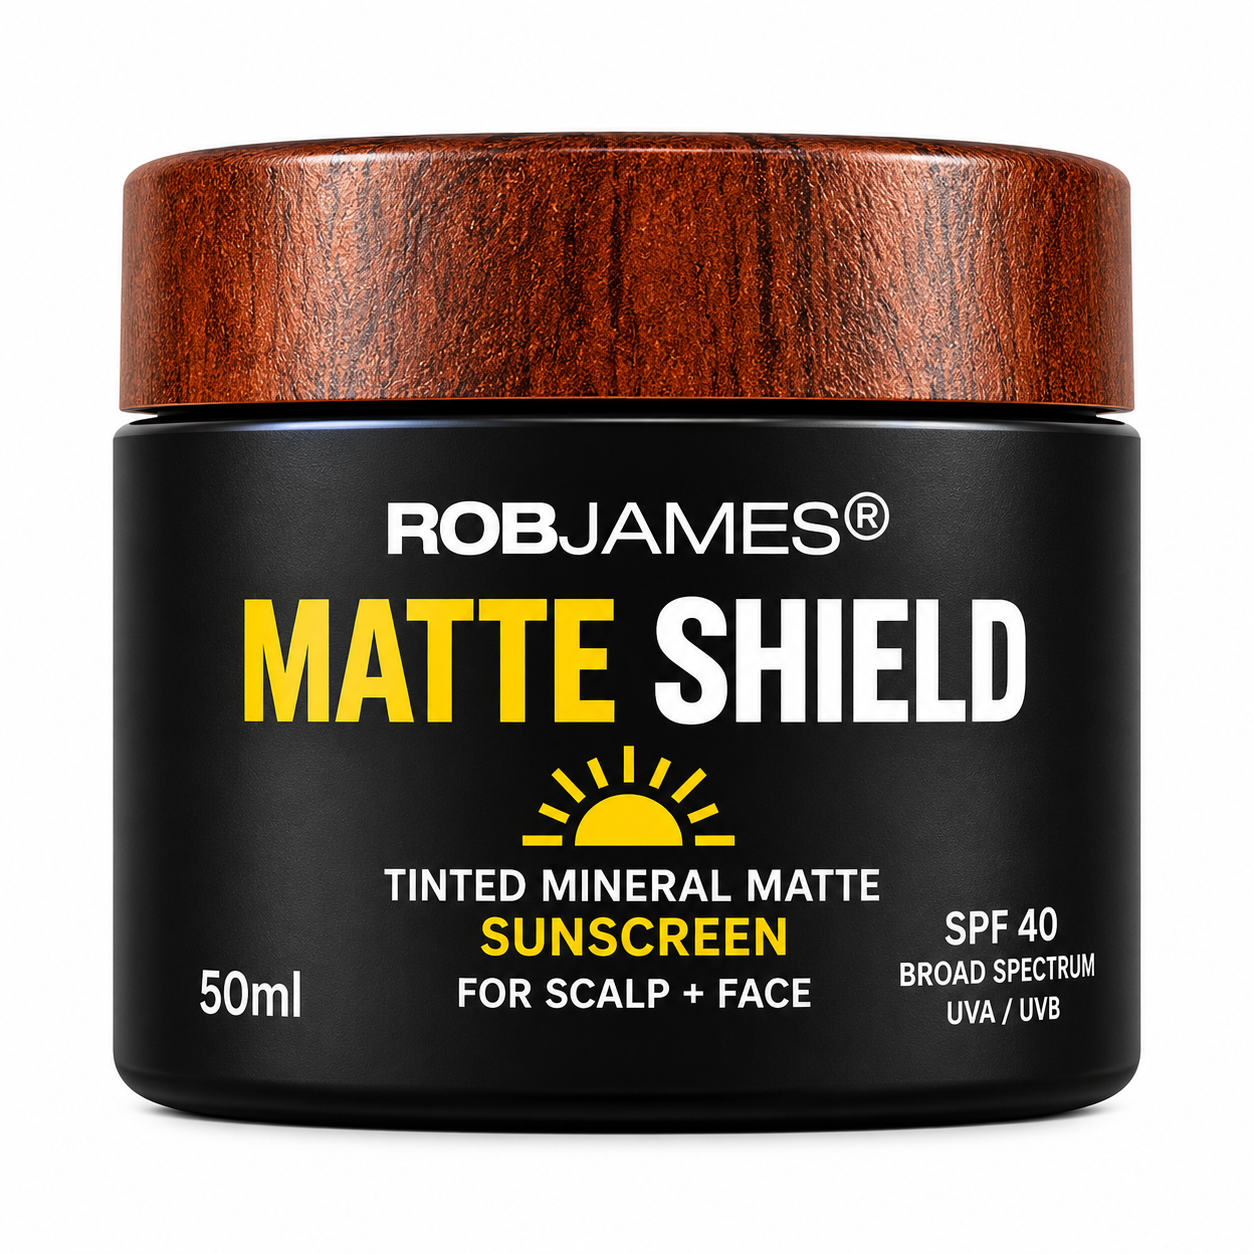 ROBJAMES®
MATTE SHIELD
TINTED MINERAL MATTE
SUNSCREEN
FOR SCALP + FACE
50ml
SPF 40
BROAD SPECTRUM
UVA / UVB